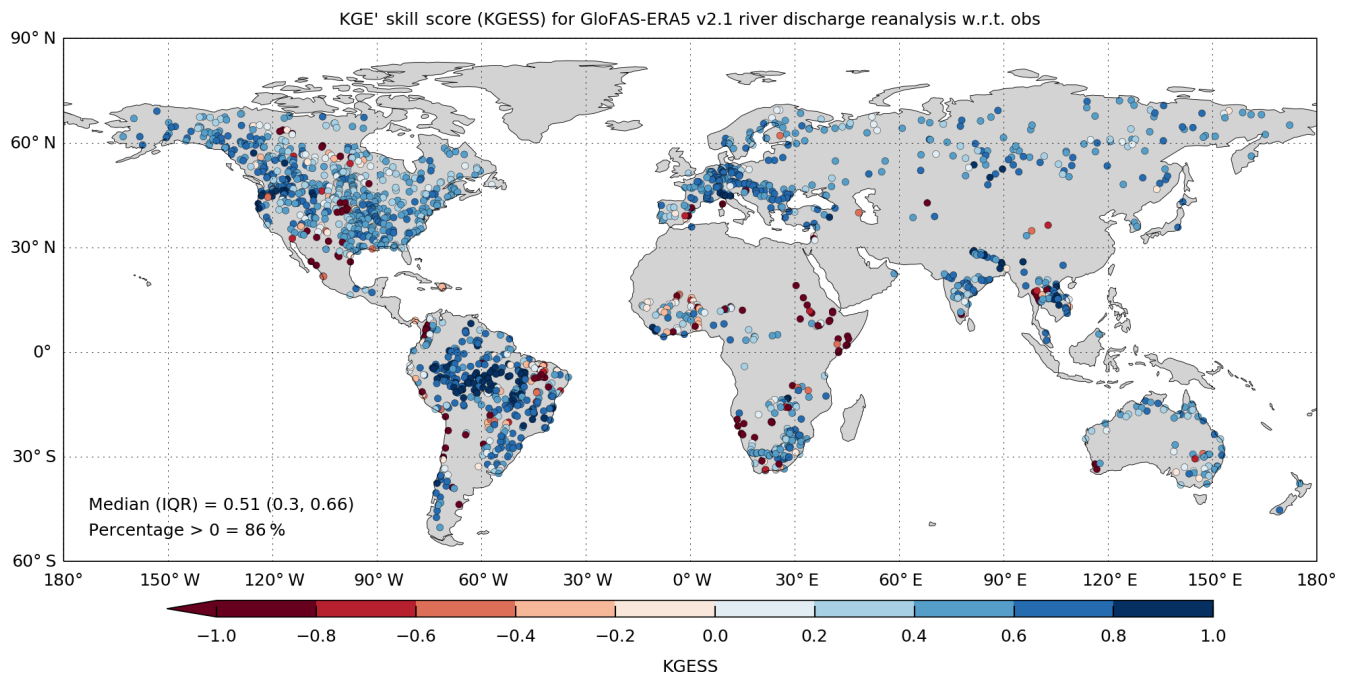 KGE' skill score (KGESS) for GloFAS-ERA5 v2.1 river discharge reanalysis w.r.t. obs
90° N
60° N
30° N
0°
30° S
Median (IQR) = 0.51 (0.3, 0.66)
Percentage > 0 = 86 %
60° S
180° 150° W 120° W 90° W 60° W 30° W 0° W 30° E 60° E 90° E 120° E 150° E 180°
−1.0 −0.8 −0.6 −0.4 −0.2 0.0 0.2 0.4 0.6 0.8 1.0
KGESS